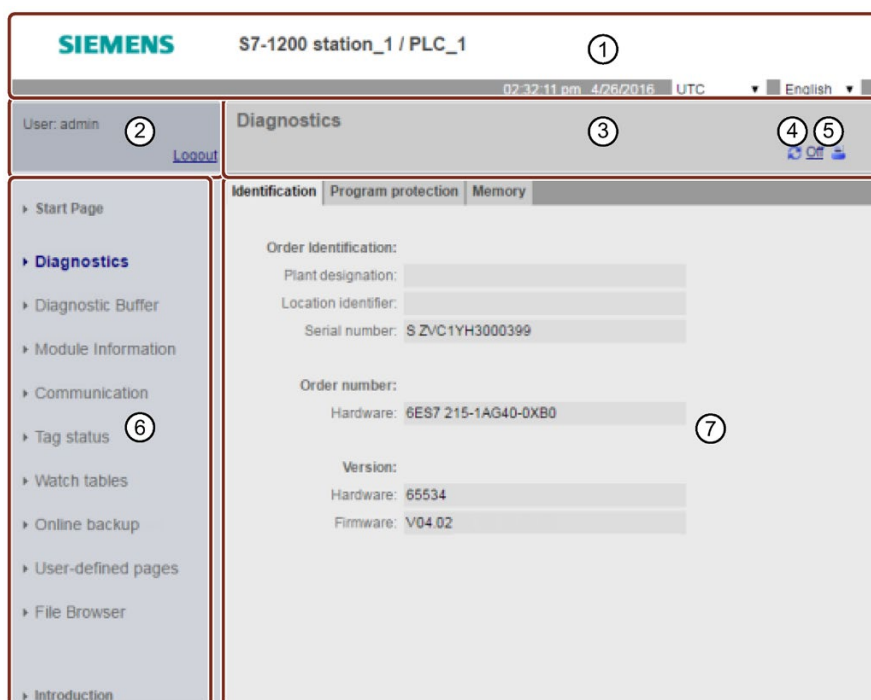 SIEMENS S7-1200 station_1 / PLC_1 1
02:32:11 pm 4/26/2016 UTC English
User: admin 2
Logout
Diagnostics 3 4 5
Off
Start Page
Diagnostics
Diagnostic Buffer
Module Information
Communication
Tag status 6
Watch tables
Online backup
User-defined pages
File Browser
Introduction
Identification Program protection Memory
Order Identification:
Plant designation:
Location identifier:
Serial number: S ZVC1YH3000399
Order number:
Hardware: 6ES7 215-1AG40-0XB0
7
Version:
Hardware: 65534
Firmware: V04.02